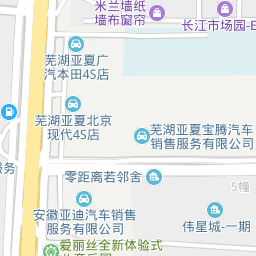 米兰墙纸
墙布窗帘
长江市场园-E
芜湖亚夏广
汽本田4S店
芜湖亚夏北京
现代4S店
芜湖亚夏宝腾汽车
销售服务有限公司
服务
零距离若邻舍
5幢
安徽亚迪汽车销售
服务有限公司
伟星城-一期
爱丽丝全新体验式